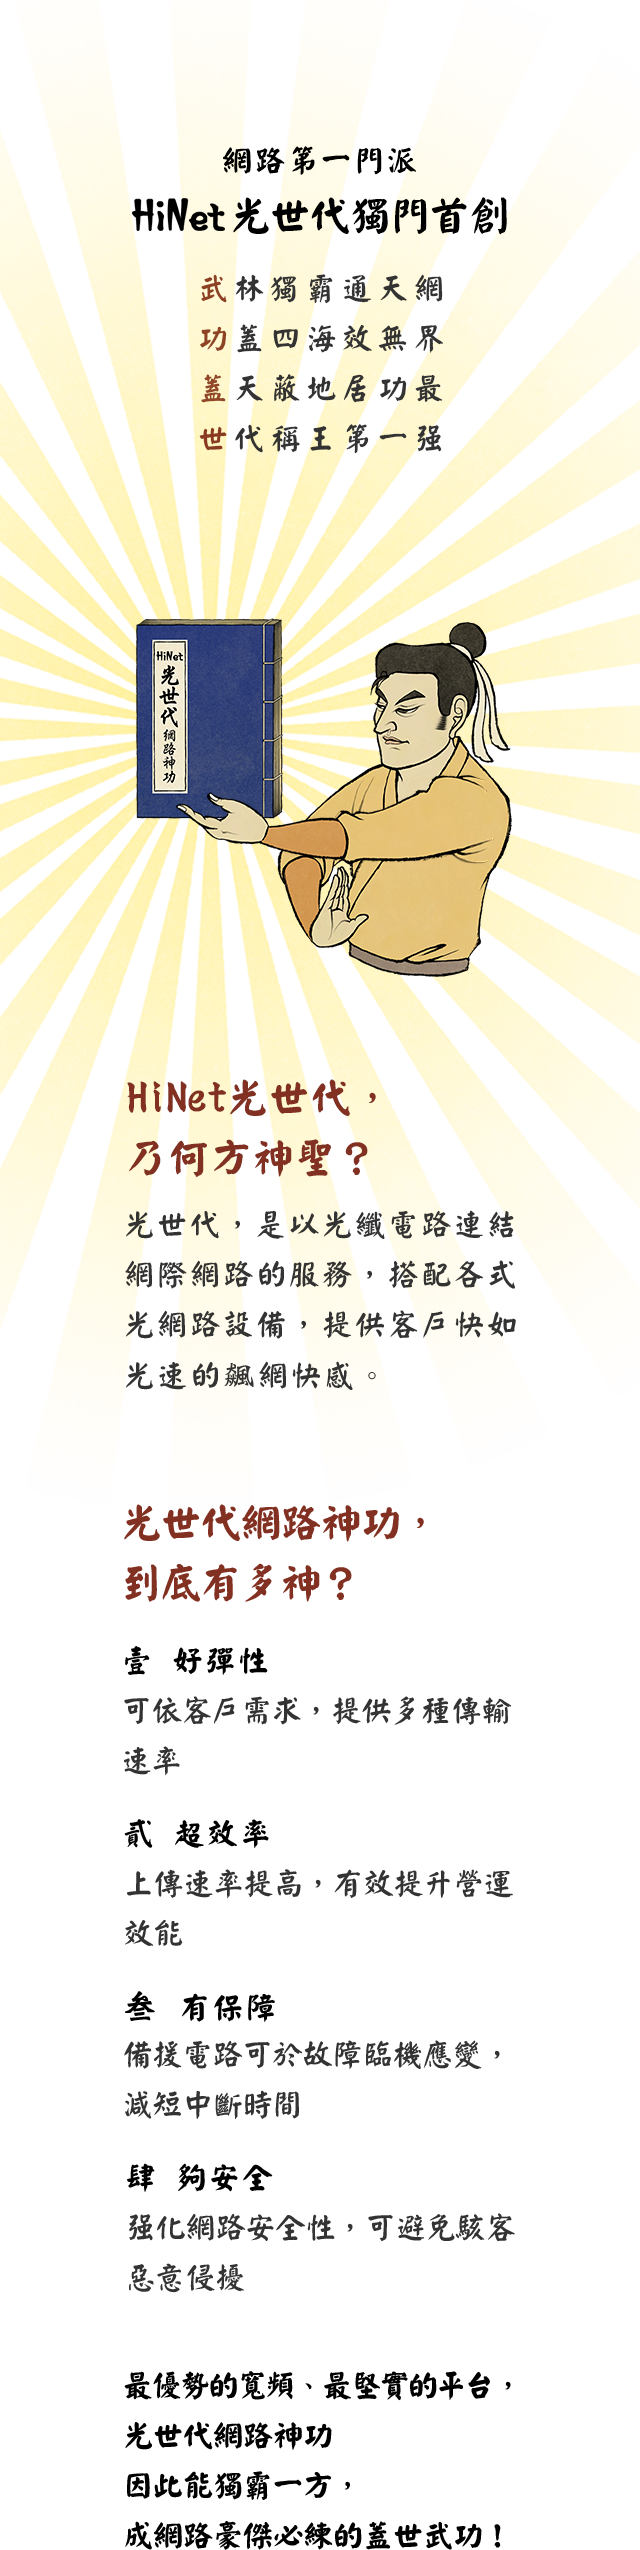 網路第一門派
HiNet光世代獨門首創
武林獨霸通天網
功蓋四海效無界
蓋天蔽地居功最
世代稱王第一强
HiNet
光世代
網路神功
HiNet光世代，
乃何方神聖？
光世代，是以光纖電路連結
網際網路的服務，搭配各式
光網路設備，提供客戶快如
光速的飆網快感。
光世代網路神功，
到底有多神？
壹 好彈性
可依客戶需求，提供多種傳輸
速率
貳 超效率
上傳速率提高，有效提升營運
效能
叁 有保障
備援電路可於故障臨機應變，
減短中斷時間
肆 夠安全
强化網路安全性，可避免駭客
惡意侵擾
最優勢的寬頻、最堅實的平台，
光世代網路神功
因此能獨霸一方，
成網路豪傑必練的蓋世武功！